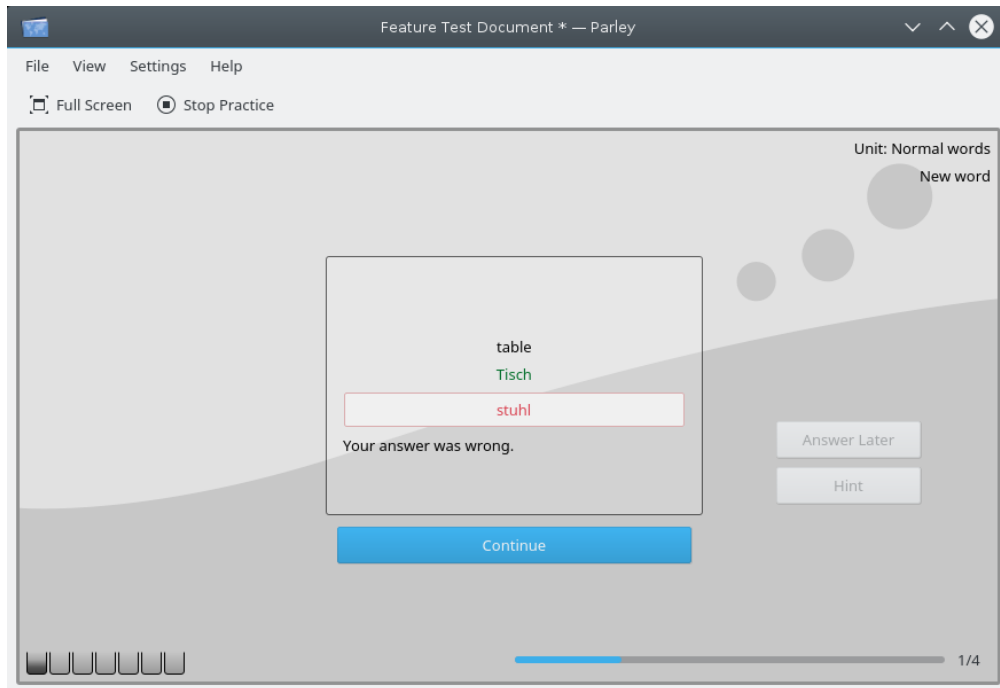 Feature Test Document * — Parley
File View Settings Help
Full Screen Stop Practice
Unit: Normal words
New word
table
Tisch
stuhl
Your answer was wrong.
Answer Later
Hint
Continue
1/4